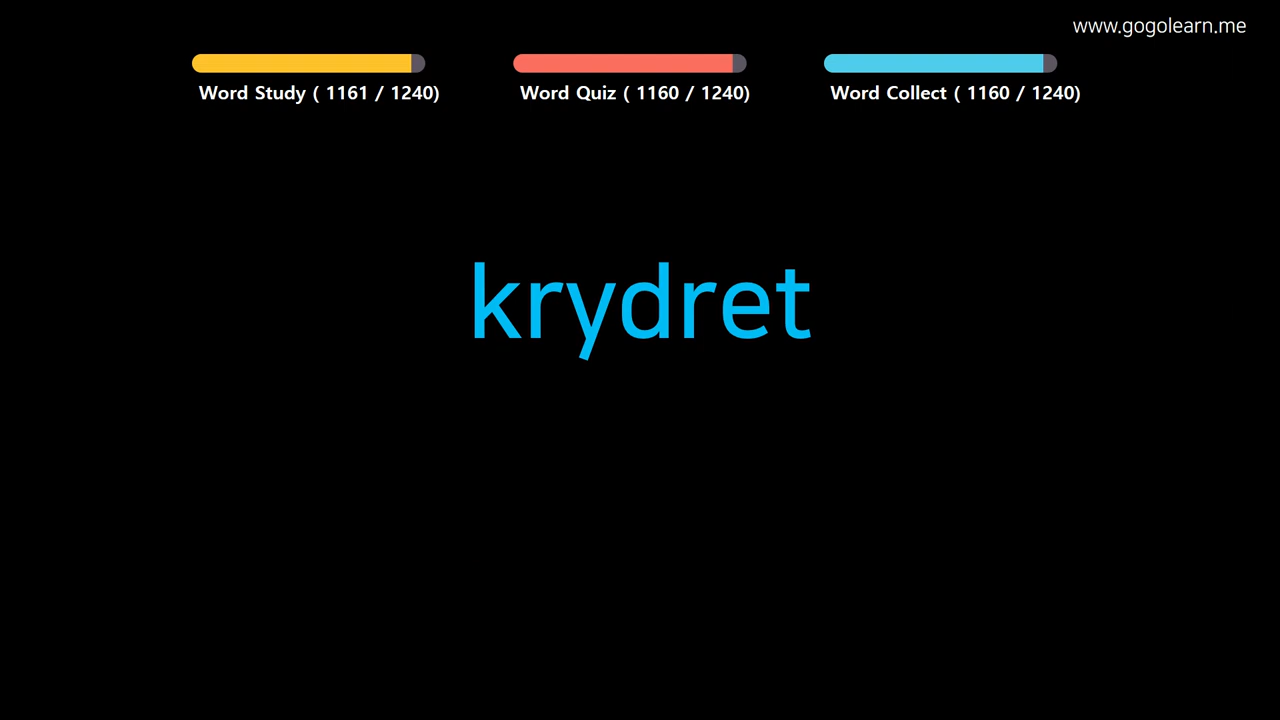 www.gogolearn.me
Word Study ( 1161 / 1240)
Word Quiz ( 1160 / 1240)
Word Collect ( 1160 / 1240)
krydret